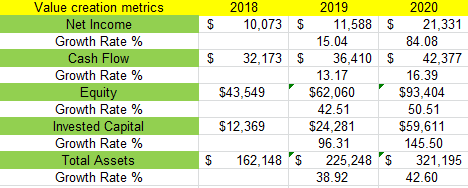 Value creation metrics 2018 2019 2020
Net Income $ 10,073 $ 11,588 $ 21,331
Growth Rate % 15.04 84.08
Cash Flow $ 32,173 $ 36,410 $ 42,377
Growth Rate % 13.17 16.39
Equity $43,549 $62,060 $93,404
Growth Rate % 42.51 50.51
Invested Capital $12,369 $24,281 $59,611
Growth Rate % 96.31 145.50
Total Assets $ 162,148 $ 225,248 $ 321,195
Growth Rate % 38.92 42.60